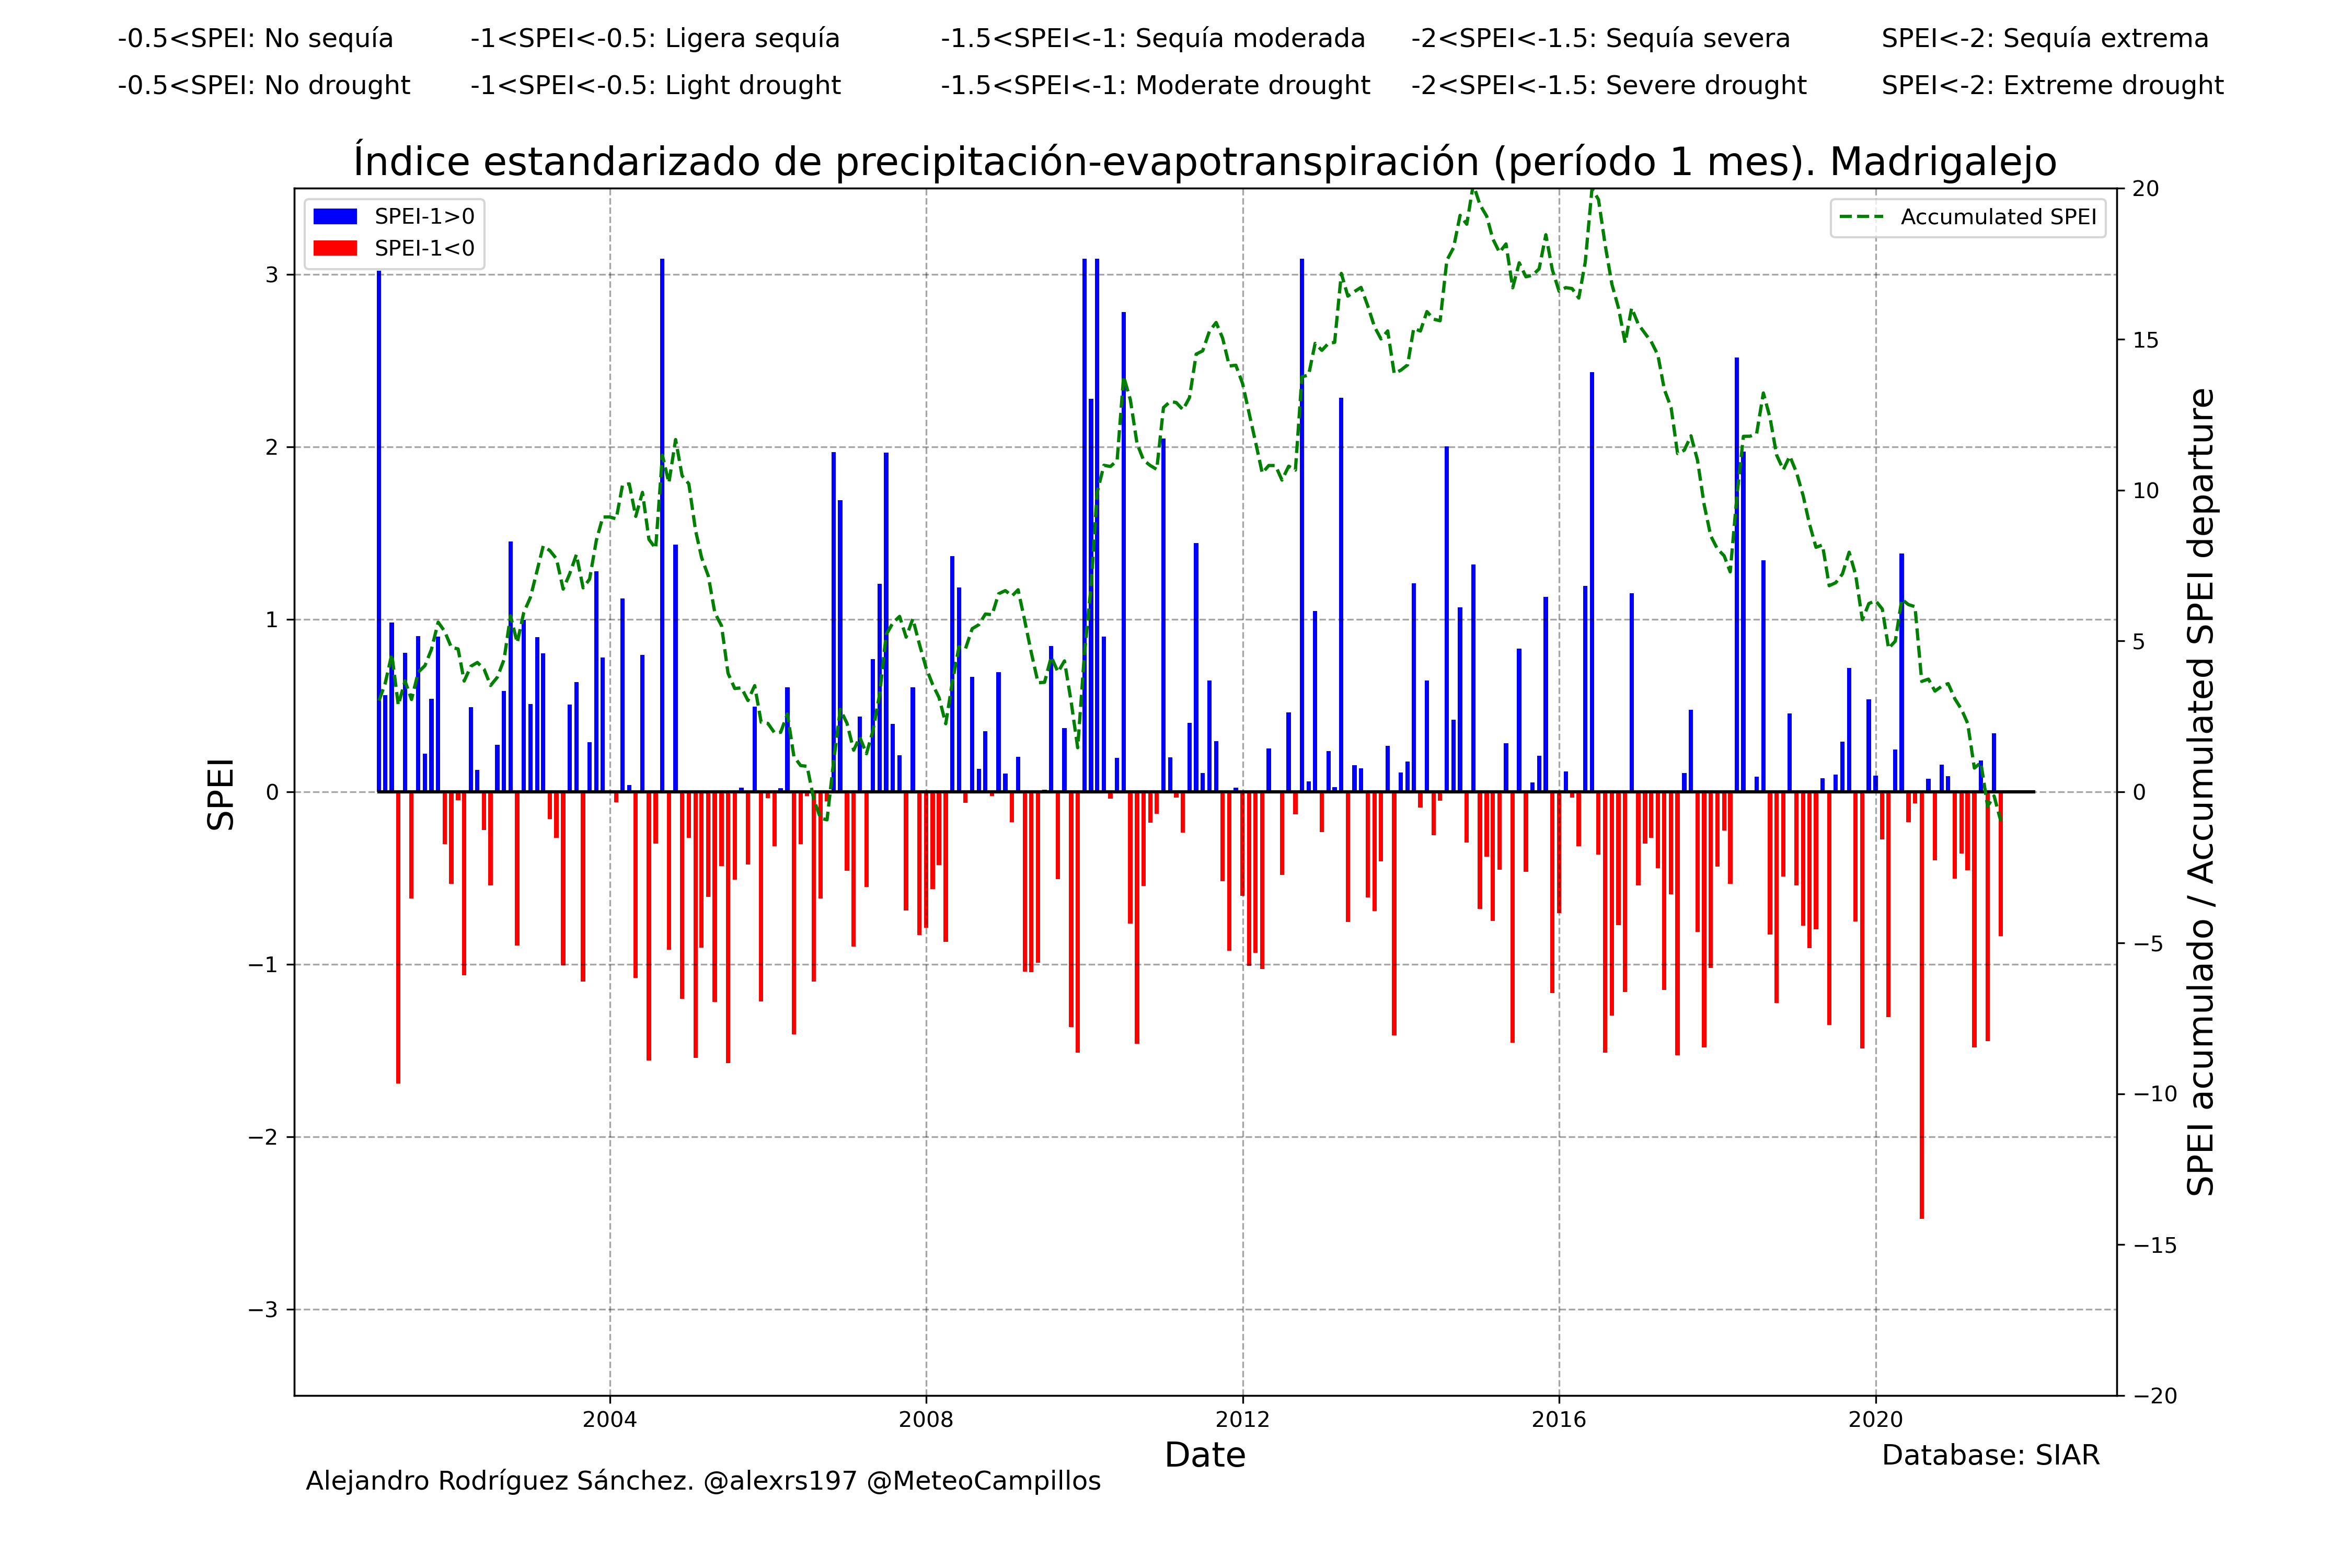 -0.5<SPEI: No sequía -1<SPEI<-0.5: Ligera sequía -1.5<SPEI<-1: Sequía moderada -2<SPEI<-1.5: Sequía severa SPEI<-2: Sequía extrema
-0.5<SPEI: No drought -1<SPEI<-0.5: Light drought -1.5<SPEI<-1: Moderate drought -2<SPEI<-1.5: Severe drought SPEI<-2: Extreme drought
Índice estandarizado de precipitación-evapotranspiración (período 1 mes). Madrigalejo
SPEI-1>0
SPEI-1<0
Accumulated SPEI
SPEI
3
2
1
0
−1
−2
−3
20
15
10
5
0
−5
−10
−15
−20
SPEI acumulado / Accumulated SPEI departure
2004 2008 2012 2016 2020
Date
Database: SIAR
Alejandro Rodríguez Sánchez. @alexrs197 @MeteoCampillos